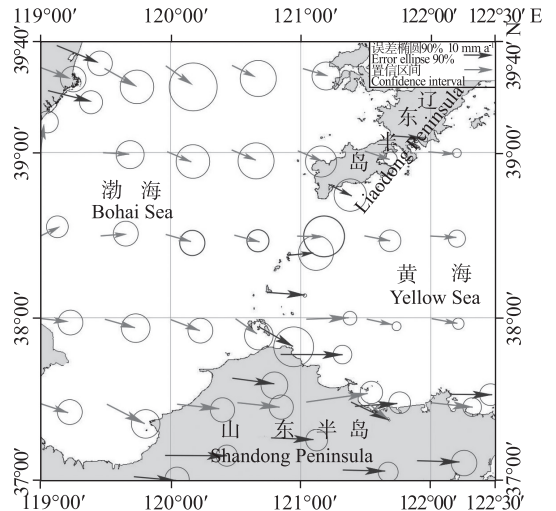 119°00′ 120°00′ 121°00′ 122°00′ 122°30′ E
39°40′
39°40′ N
误差椭圆90% 10 mm a⁻¹
Error ellipse 90%
置信区间
Confidence interval
辽东半岛
Liaodong Peninsula
39°00′
39°00′
渤 海
Bohai Sea
黄 海
Yellow Sea
38°00′
38°00′
山 东 半 岛
Shandong Peninsula
37°00′
37°00′
119°00′ 120°00′ 121°00′ 122°00′ 122°30′